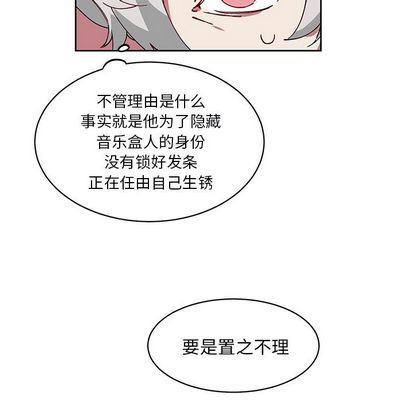 不管理由是什么
事实就是他为了隐藏
音乐盒人的身份
没有锁好发条
正在任由自己生锈
要是置之不理